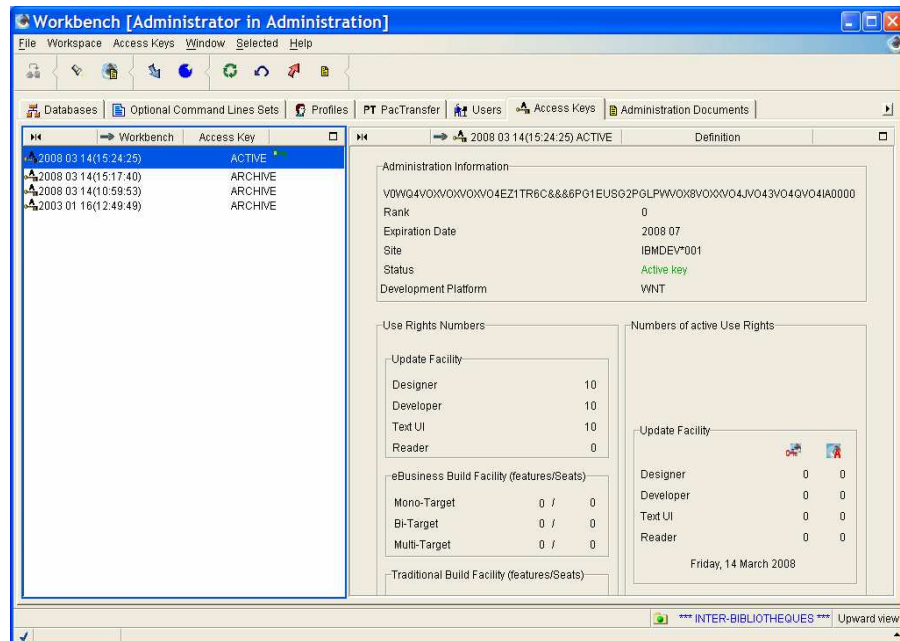 Workbench [Administrator in Administration]
File Workspace Access Keys Window Selected Help
Databases Optional Command Lines Sets Profiles PT PacTransfer Users Access Keys Administration Documents
Workbench Access Key
2008 03 14(15:24:25) ACTIVE
2008 03 14(15:17:40) ARCHIVE
2008 03 14(10:59:53) ARCHIVE
2003 01 16(12:49:49) ARCHIVE
2008 03 14(15:24:25) ACTIVE Definition
Administration Information
V0WQ4VOXVOXVOXVO4EZ1TR6C&&&6PG1EUSG2PGLPWVOX8VOXXVO4JVO43VO4QVO4IA0000
Rank 0
Expiration Date 2008 07
Site IBMDEV*001
Status Active key
Development Platform WNT
Use Rights Numbers
Update Facility
Designer 10
Developer 10
Text UI 10
Reader 0
eBusiness Build Facility (features/Seats)
Mono-Target 0 / 0
Bi-Target 0 / 0
Multi-Target 0 / 0
Traditional Build Facility (features/Seats)
Numbers of active Use Rights
Update Facility
Designer 0 0
Developer 0 0
Text UI 0 0
Reader 0 0
Friday, 14 March 2008
*** INTER-BIBLIOTHEQUES *** Upward view